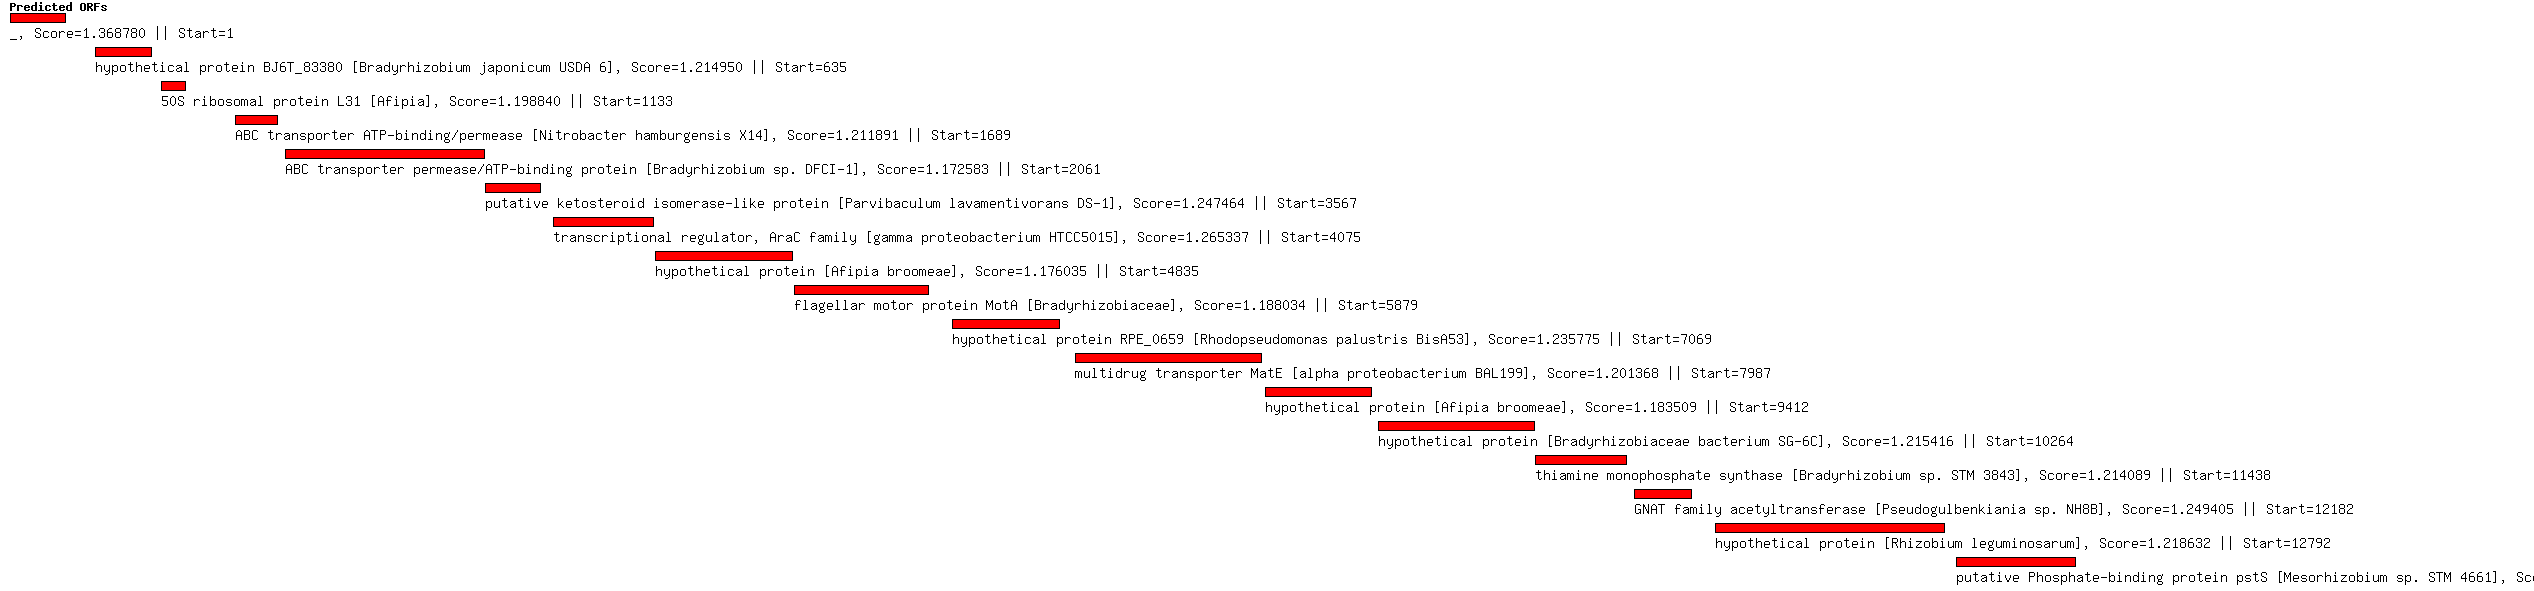 Predicted ORFs
_, Score=1.368780 || Start=1
hypothetical protein BJ6T_83380 [Bradyrhizobium japonicum USDA 6], Score=1.214950 || Start=635
50S ribosomal protein L31 [Afipia], Score=1.198840 || Start=1133
ABC transporter ATP-binding/permease [Nitrobacter hamburgensis X14], Score=1.211891 || Start=1689
ABC transporter permease/ATP-binding protein [Bradyrhizobium sp. DFCI-1], Score=1.172583 || Start=2061
putative ketosteroid isomerase-like protein [Parvibaculum lavamentivorans DS-1], Score=1.247464 || Start=3567
transcriptional regulator, AraC family [gamma proteobacterium HTCC5015], Score=1.265337 || Start=4075
hypothetical protein [Afipia broomeae], Score=1.176035 || Start=4835
flagellar motor protein MotA [Bradyrhizobiaceae], Score=1.188034 || Start=5879
hypothetical protein RPE_0659 [Rhodopseudomonas palustris BisA53], Score=1.235775 || Start=7069
multidrug transporter MatE [alpha proteobacterium BAL199], Score=1.201368 || Start=7987
hypothetical protein [Afipia broomeae], Score=1.183509 || Start=9412
hypothetical protein [Bradyrhizobiaceae bacterium SG-6C], Score=1.215416 || Start=10264
thiamine monophosphate synthase [Bradyrhizobium sp. STM 3843], Score=1.214089 || Start=11438
GNAT family acetyltransferase [Pseudogulbenkiania sp. NH8B], Score=1.249405 || Start=12182
hypothetical protein [Rhizobium leguminosarum], Score=1.218632 || Start=12792
putative Phosphate-binding protein pstS [Mesorhizobium sp. STM 4661], Sc